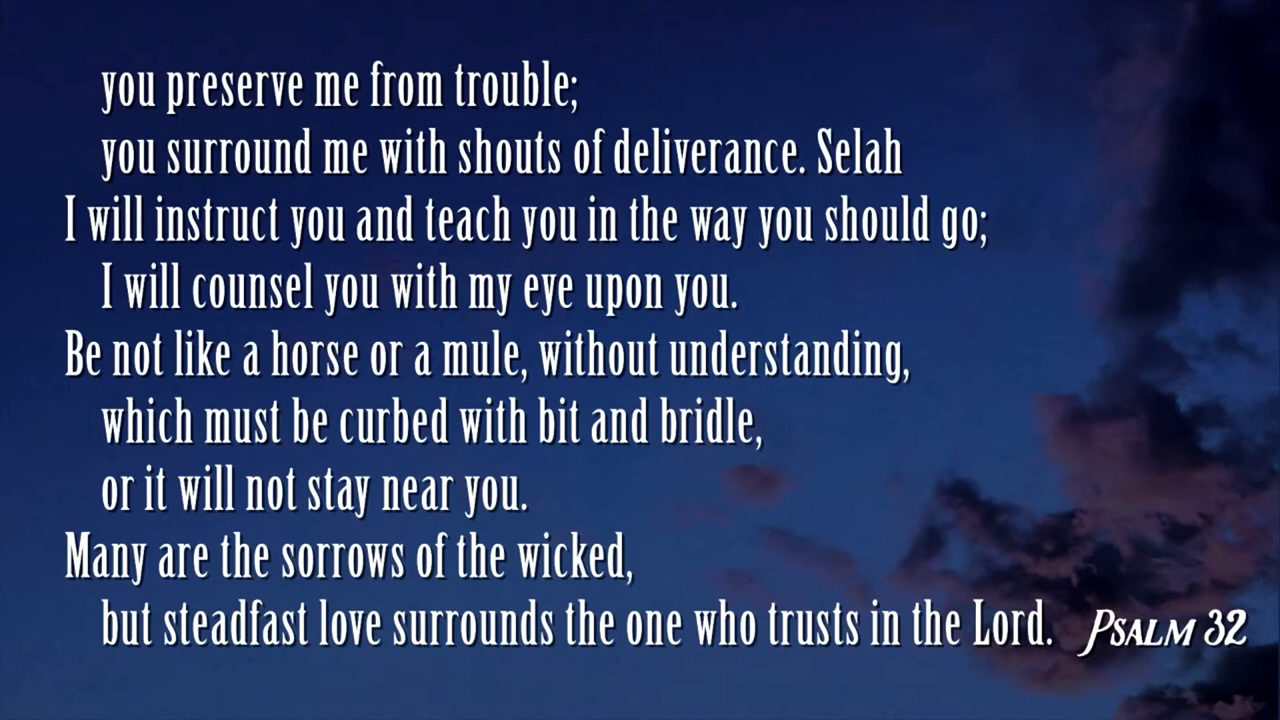 you preserve me from trouble;
you surround me with shouts of deliverance. Selah
I will instruct you and teach you in the way you should go;
I will counsel you with my eye upon you.
Be not like a horse or a mule, without understanding,
which must be curbed with bit and bridle,
or it will not stay near you.
Many are the sorrows of the wicked,
but steadfast love surrounds the one who trusts in the Lord. Psalm 32